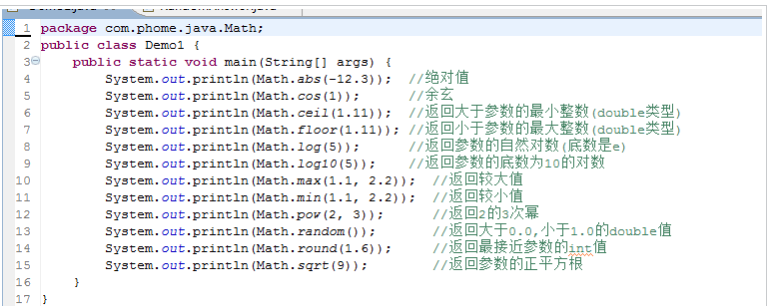 1 package com.phome.java.Math;
2 public class Demo1 {
3 public static void main(String[] args) {
4 System.out.println(Math.abs(-12.3)); //绝对值
5 System.out.println(Math.cos(1)); //余玄
6 System.out.println(Math.ceil(1.11)); //返回大于参数的最小整数(double类型)
7 System.out.println(Math.floor(1.11)); //返回小于参数的最大整数(double类型)
8 System.out.println(Math.log(5)); //返回参数的自然对数(底数是e)
9 System.out.println(Math.log10(5)); //返回参数的底数为10的对数
10 System.out.println(Math.max(1.1, 2.2)); //返回较大值
11 System.out.println(Math.min(1.1, 2.2)); //返回较小值
12 System.out.println(Math.pow(2, 3)); //返回2的3次幂
13 System.out.println(Math.random()); //返回大于0.0,小于1.0的double值
14 System.out.println(Math.round(1.6)); //返回最接近参数的int值
15 System.out.println(Math.sqrt(9)); //返回参数的正平方根
16 }
17 }